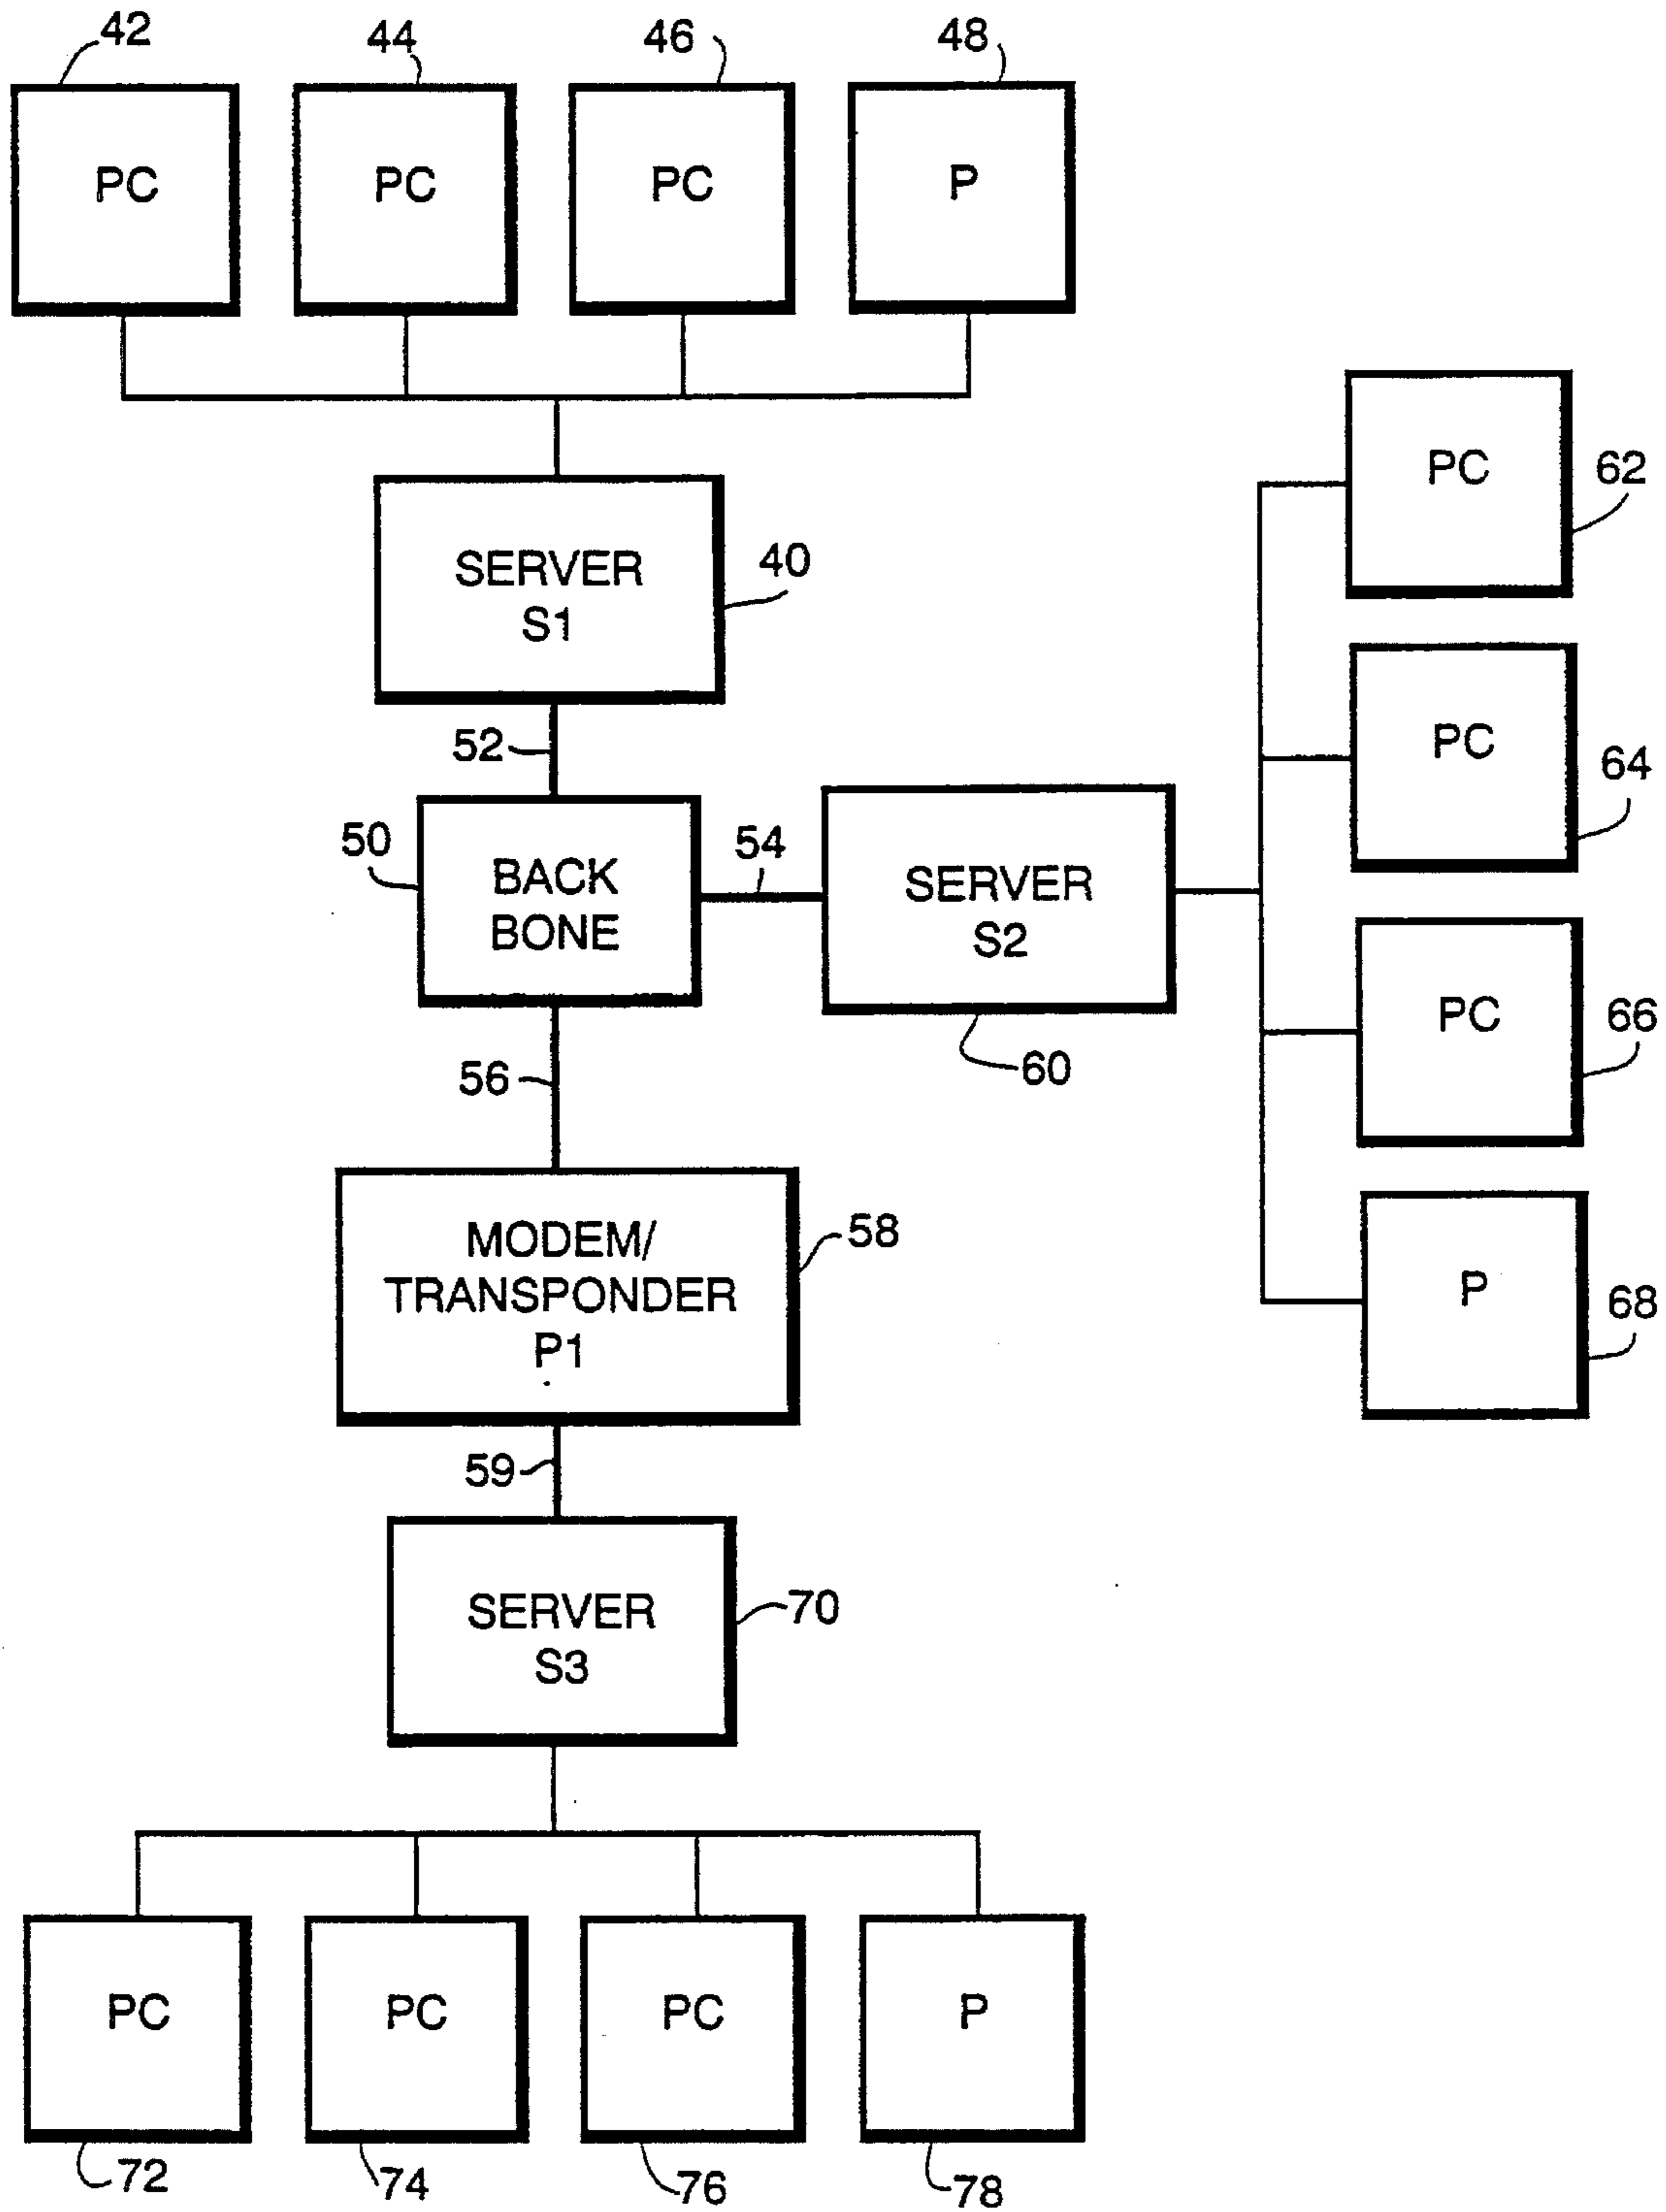 42
44
46
48
PC
PC
PC
P
SERVER
S1
40
52
50
BACK
BONE
54
SERVER
S2
60
PC
62
PC
64
PC
66
P
68
56
MODEM/
TRANSPONDER
P1
58
59
SERVER
S3
70
PC
PC
PC
P
72
74
76
78